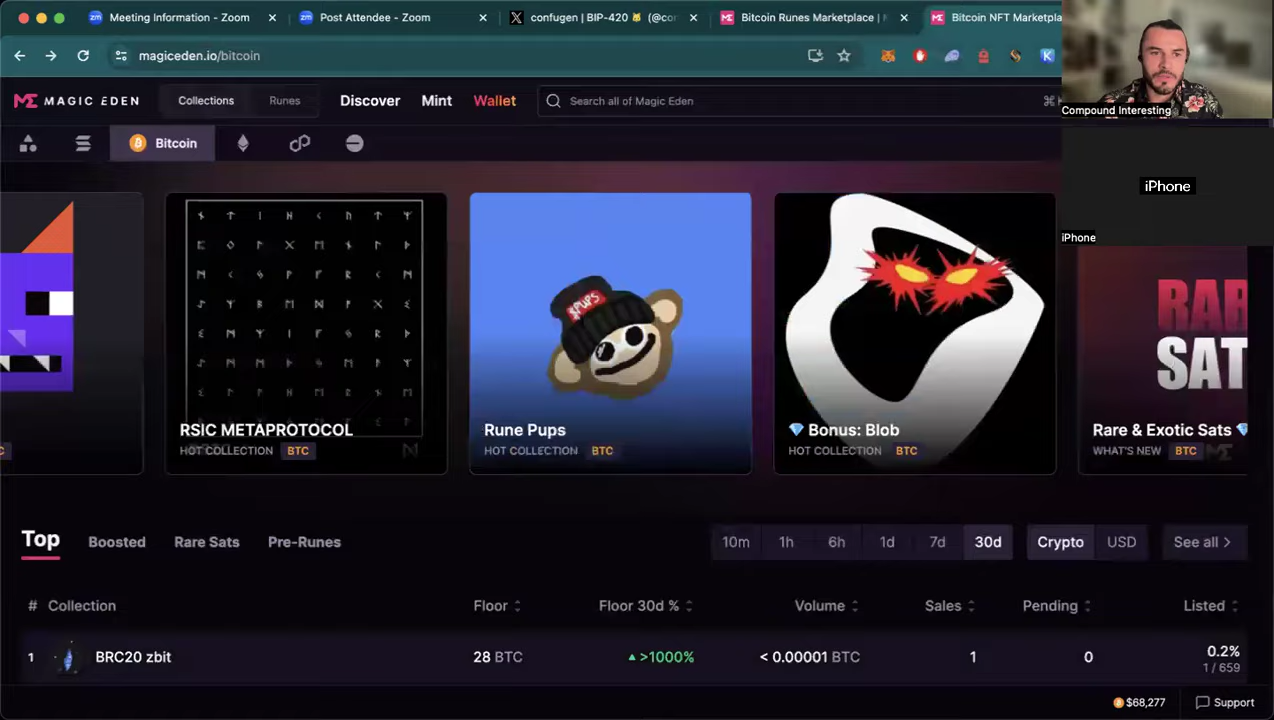 Meeting Information - Zoom
Post Attendee - Zoom
confugen | BIP-420 🐱 (@cor
Bitcoin Runes Marketplace |
Bitcoin NFT Marketpla
magiceden.io/bitcoin
Compound Interesting
MAGIC EDEN
Collections
Runes
Discover
Mint
Wallet
Search all of Magic Eden
Bitcoin
iPhone
iPhone
PUPS
RSIC METAPROTOCOL
HOT COLLECTION BTC
Rune Pups
HOT COLLECTION BTC
💎 Bonus: Blob
HOT COLLECTION BTC
RAR
SAT
Rare & Exotic Sats 💎
WHAT'S NEW BTC
Top
Boosted
Rare Sats
Pre-Runes
10m 1h 6h 1d 7d 30d
Crypto USD
See all >
# Collection Floor Floor 30d % Volume Sales Pending Listed
1 BRC20 zbit 28 BTC >1000% < 0.00001 BTC 1 0 0.2%
1 / 659
$68,277
Support